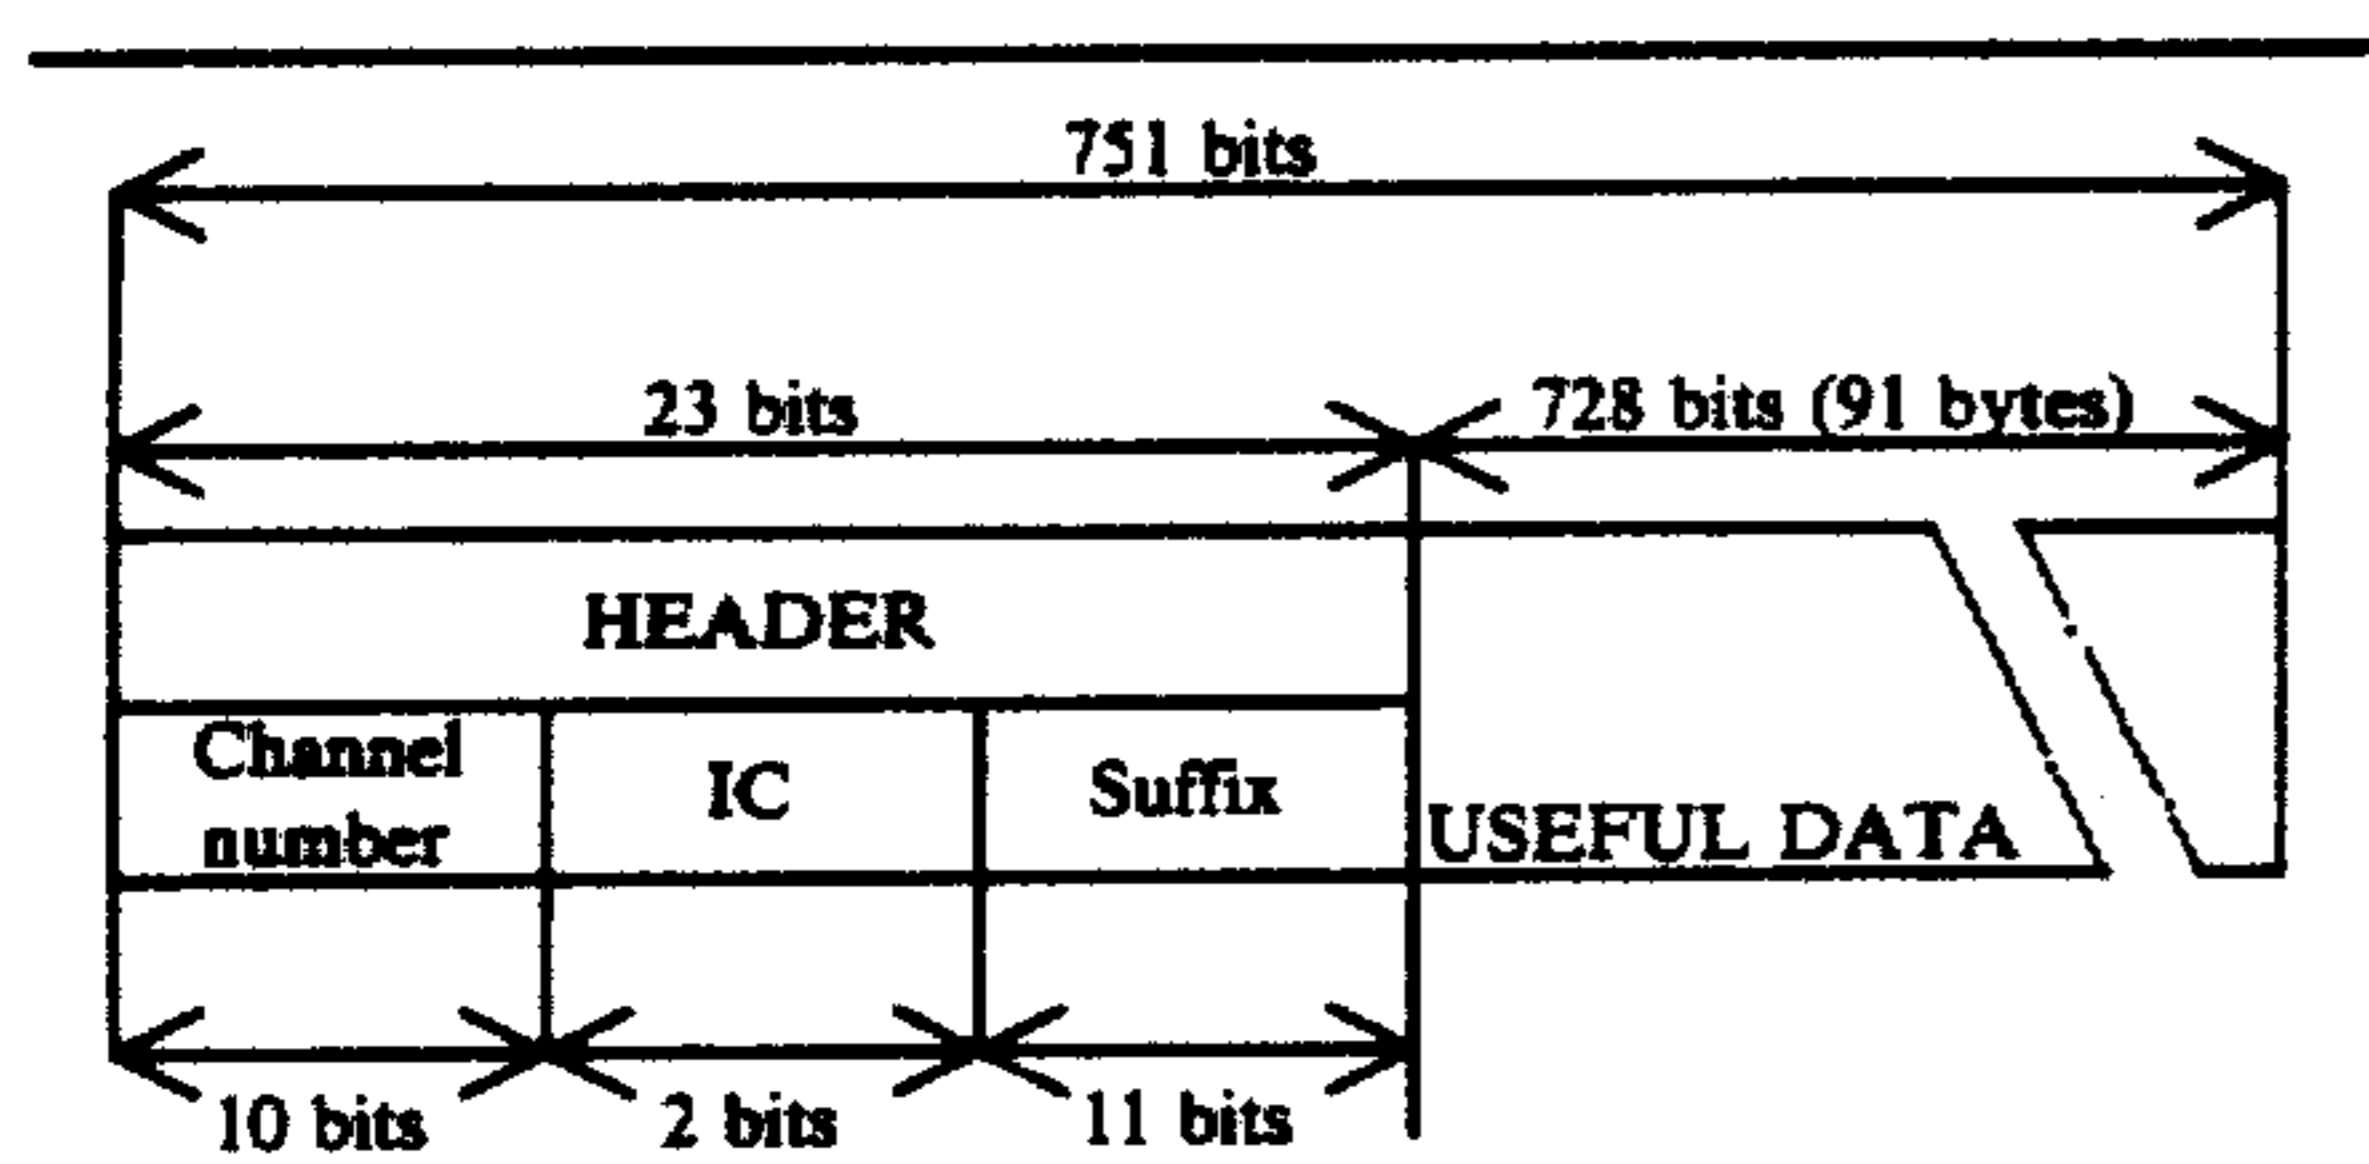 751 bits
23 bits
728 bits (91 bytes)
HEADER
Channel
number
IC
Suffix
USEFUL DATA
10 bits
2 bits
11 bits